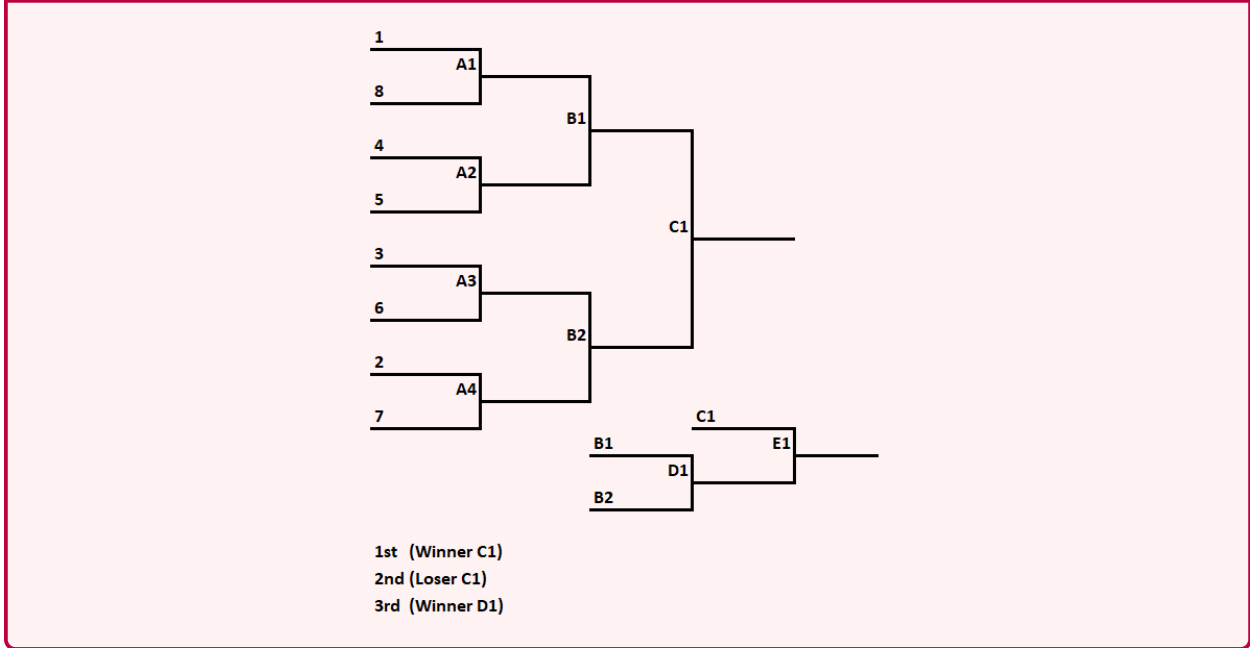 1
A1
8
B1
4
A2
5
C1
3
A3
6
B2
2
A4
7
C1
B1
E1
D1
B2
1st (Winner C1)
2nd (Loser C1)
3rd (Winner D1)